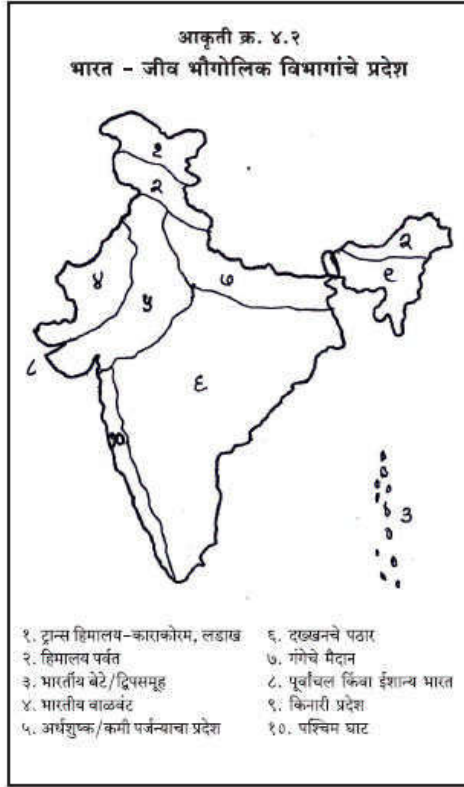 आकृती क्र. ४.२
भारत - जीव भौगोलिक विभागांचे प्रदेश
१
२
२
७
९
४
५
८
६
१०
३
१. ट्रान्स हिमालय-काराकोरम, लडाख
२. हिमालय पर्वत
३. भारतीय बेटे/द्विपसमूह
४. भारतीय वाळवंट
५. अर्धशुष्क/कमी पर्जन्याचा प्रदेश
६. दख्खनचे पठार
७. गंगेचे मैदान
८. पूर्वांचल किंवा ईशान्य भारत
९. किनारी प्रदेश
१०. पश्चिम घाट